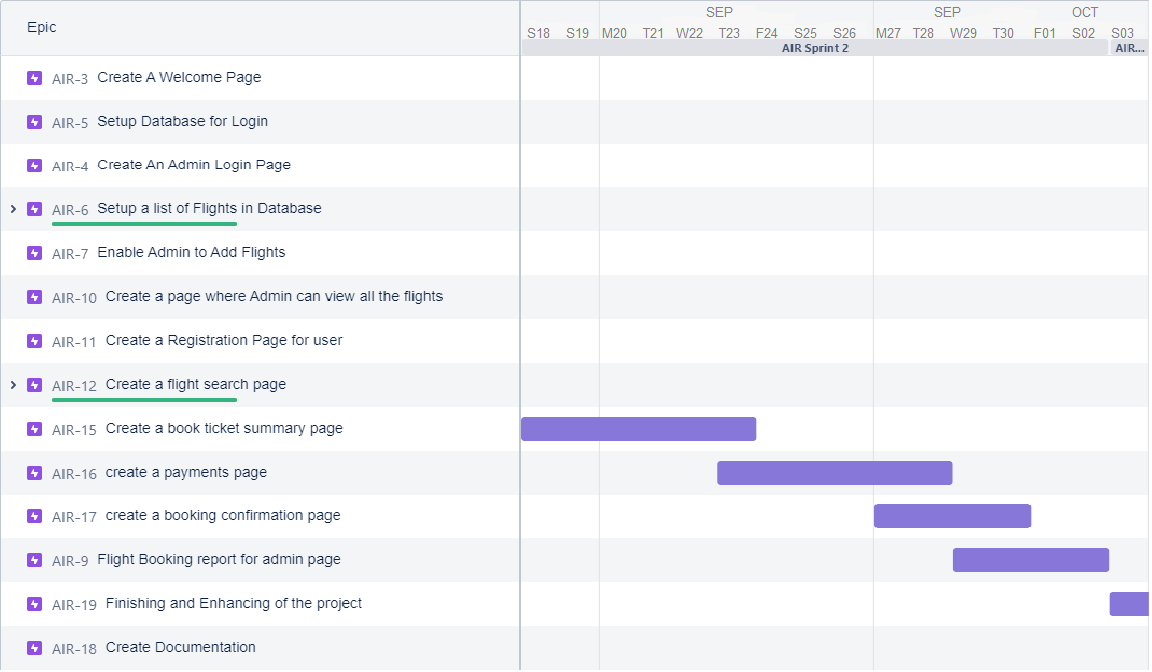 Epic
SEP SEP OCT
S18 S19 M20 T21 W22 T23 F24 S25 S26 M27 T28 W29 T30 F01 S02 S03
AIR Sprint 2 AIR...
AIR-3 Create A Welcome Page
AIR-5 Setup Database for Login
AIR-4 Create An Admin Login Page
AIR-6 Setup a list of Flights in Database
AIR-7 Enable Admin to Add Flights
AIR-10 Create a page where Admin can view all the flights
AIR-11 Create a Registration Page for user
AIR-12 Create a flight search page
AIR-15 Create a book ticket summary page
AIR-16 create a payments page
AIR-17 create a booking confirmation page
AIR-9 Flight Booking report for admin page
AIR-19 Finishing and Enhancing of the project
AIR-18 Create Documentation